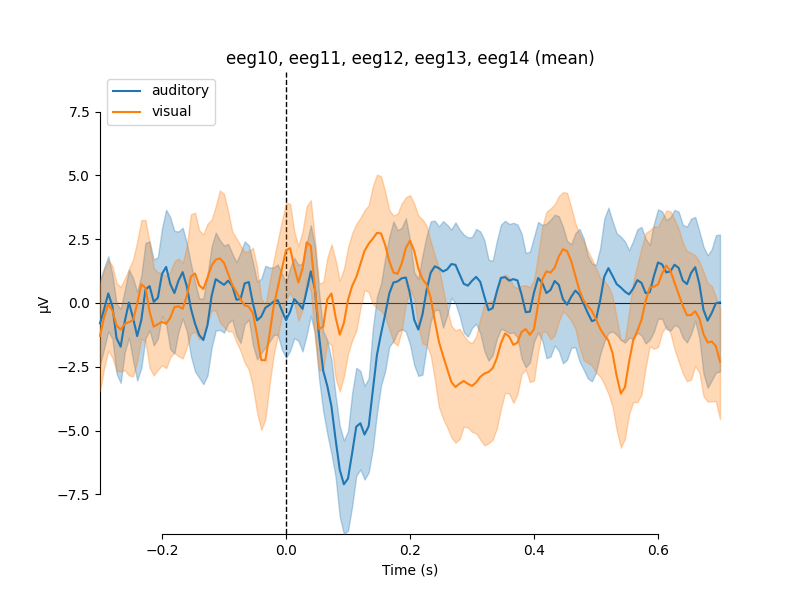 eeg10, eeg11, eeg12, eeg13, eeg14 (mean)
auditory
visual
7.5
5.0
2.5
0.0
−2.5
−5.0
−7.5
µV
−0.2
0.0
0.2
0.4
0.6
Time (s)